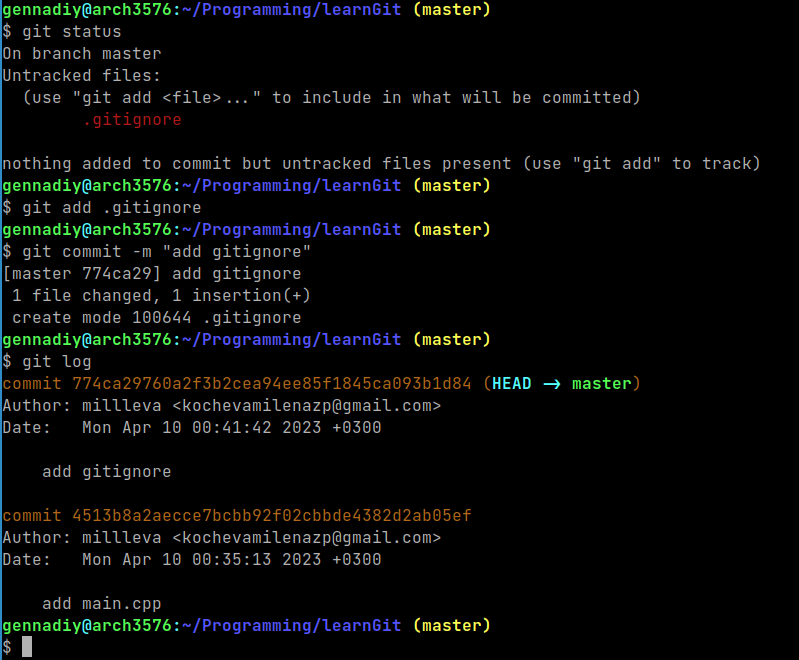 gennadiy@arch3576:~/Programming/learnGit (master)
$ git status
On branch master
Untracked files:
  (use "git add <file>..." to include in what will be committed)
        .gitignore

nothing added to commit but untracked files present (use "git add" to track)
gennadiy@arch3576:~/Programming/learnGit (master)
$ git add .gitignore
gennadiy@arch3576:~/Programming/learnGit (master)
$ git commit -m "add gitignore"
[master 774ca29] add gitignore
 1 file changed, 1 insertion(+)
 create mode 100644 .gitignore
gennadiy@arch3576:~/Programming/learnGit (master)
$ git log
commit 774ca29760a2f3b2cea94ee85f1845ca093b1d84 (HEAD -> master)
Author: millleva <kochevamilenazp@gmail.com>
Date:   Mon Apr 10 00:41:42 2023 +0300

    add gitignore

commit 4513b8a2aecce7bcbb92f02cbbde4382d2ab05ef
Author: millleva <kochevamilenazp@gmail.com>
Date:   Mon Apr 10 00:35:13 2023 +0300

    add main.cpp
gennadiy@arch3576:~/Programming/learnGit (master)
$